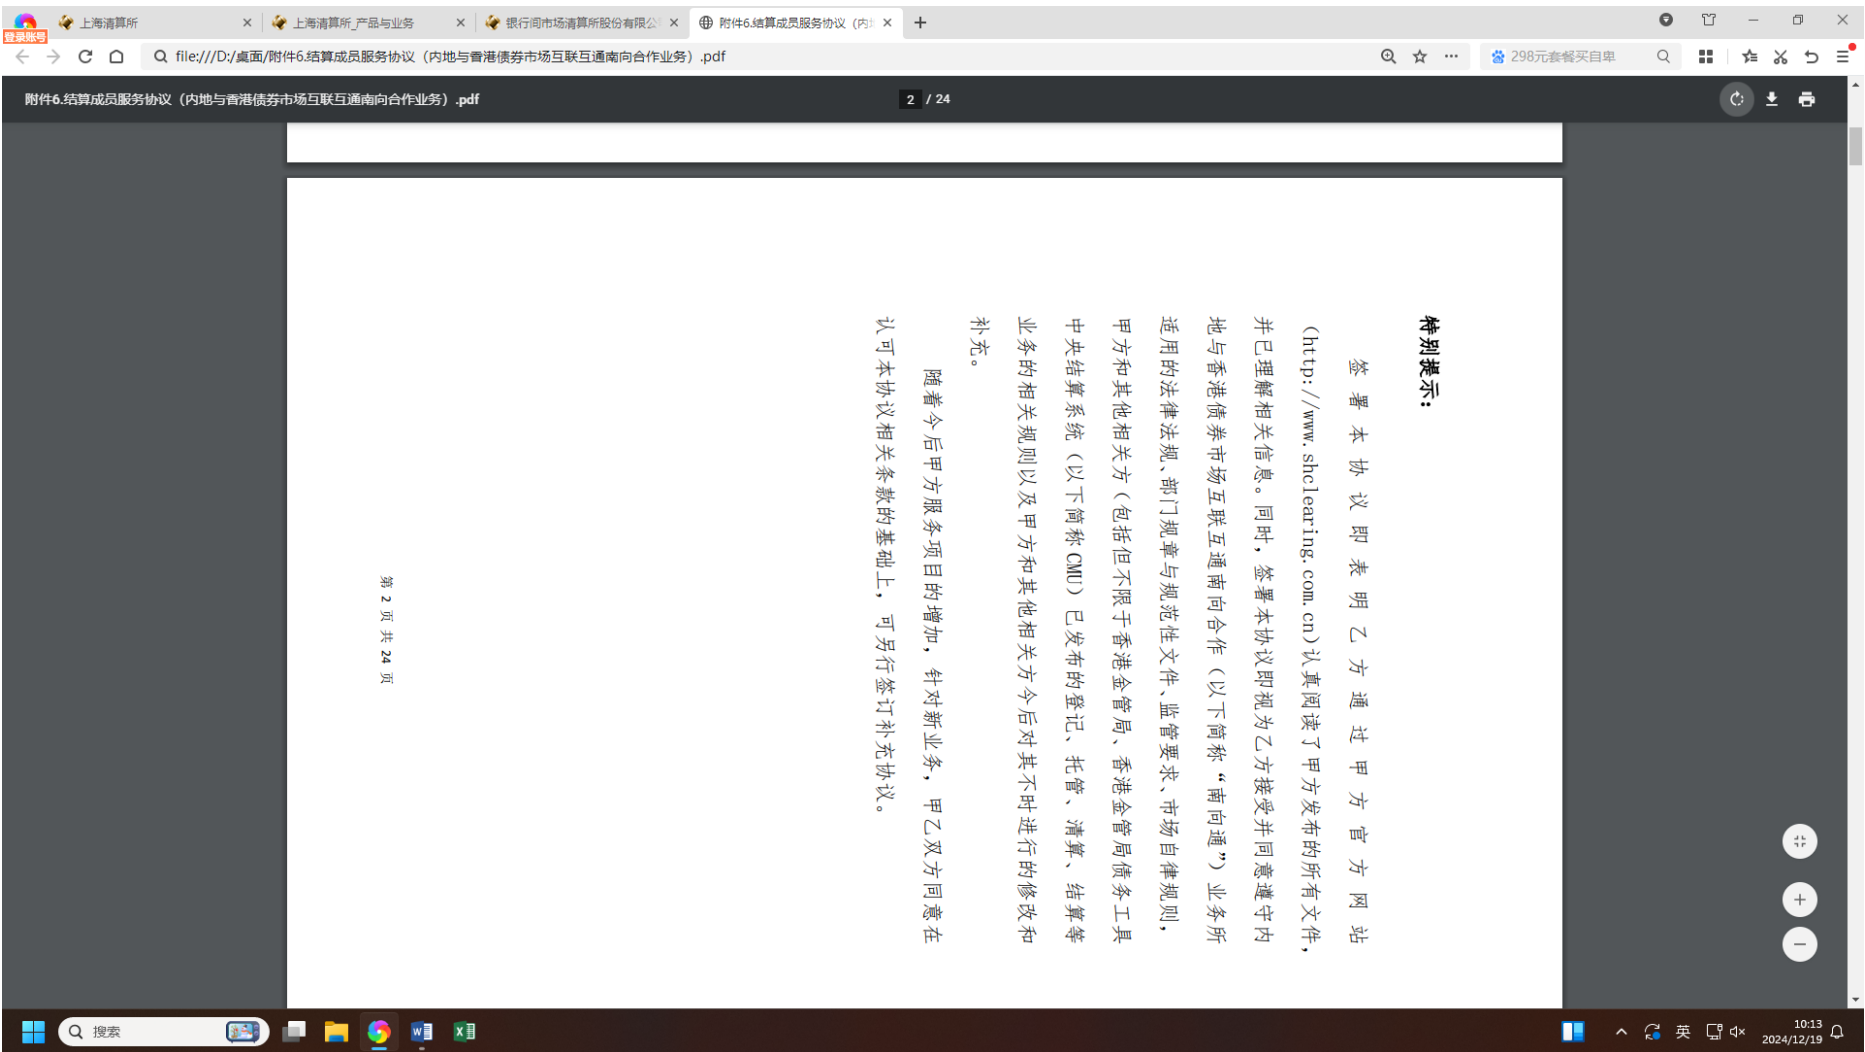 上海清算所
上海清算所_产品与业务
银行间市场清算所股份有限公
附件6.结算成员服务协议（内
登录账号
file:///D:/桌面/附件6.结算成员服务协议（内地与香港债券市场互联互通南向合作业务）.pdf
298元套餐买自卑
附件6.结算成员服务协议（内地与香港债券市场互联互通南向合作业务）.pdf
2 / 24
特别提示：
签署本协议即表明乙方通过甲方官方网站
（http://www.shclearing.com.cn）认真阅读了甲方发布的所有文件，
并已理解相关信息。同时，签署本协议即视为乙方接受并同意遵守内
地与香港债券市场互联互通南向合作（以下简称“南向通”）业务所
适用的法律法规、部门规章与规范性文件、监管要求、市场自律规则，
甲方和其他相关方（包括但不限于香港金管局、香港金管局债务工具
中央结算系统（以下简称CMU）已发布的登记、托管、清算、结算等
业务的相关规则以及甲方和其他相关方今后对其不时进行的修改和
补充。
随着今后甲方服务项目的增加，针对新业务，甲乙双方同意在
认可本协议相关条款的基础上，可另行签订补充协议。
第 2 页 共 24 页
搜索
英
10:13
2024/12/19